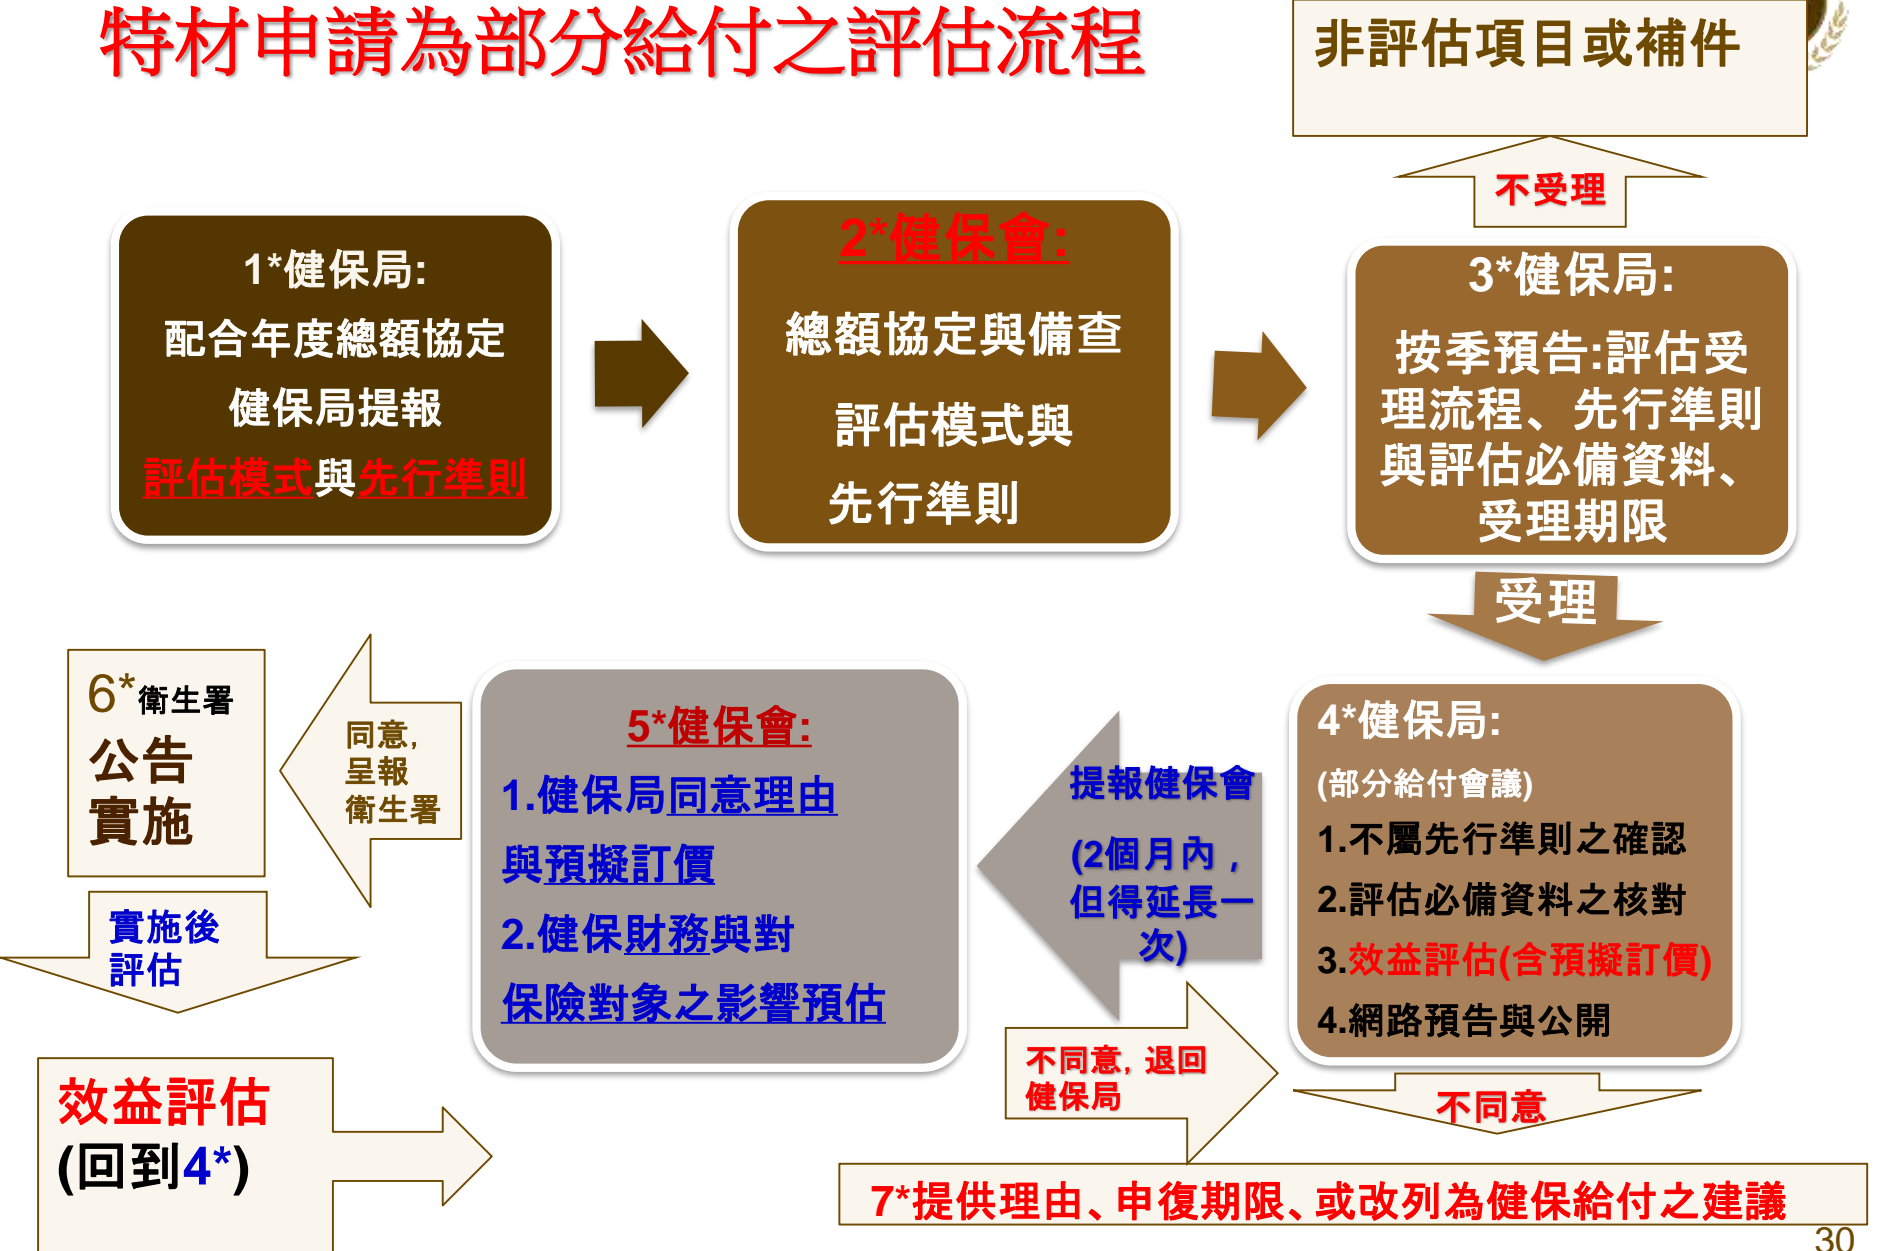 特材申請為部分給付之評估流程
非評估項目或補件
不受理
1*健保局:
配合年度總額協定
健保局提報
評估模式與先行準則
2*健保會:
總額協定與備查
評估模式與
先行準則
3*健保局:
按季預告:評估受
理流程、先行準則
與評估必備資料、
受理期限
受理
4*健保局:
(部分給付會議)
1.不屬先行準則之確認
2.評估必備資料之核對
3.效益評估(含預擬訂價)
4.網路預告與公開
提報健保會
(2個月內，
但得延長一
次)
5*健保會:
1.健保局同意理由
與預擬訂價
2.健保財務與對
保險對象之影響預估
同意,
呈報
衛生署
6*衛生署
公告
實施
實施後
評估
效益評估
(回到4*)
不同意, 退回
健保局
不同意
7*提供理由、申復期限、或改列為健保給付之建議
30